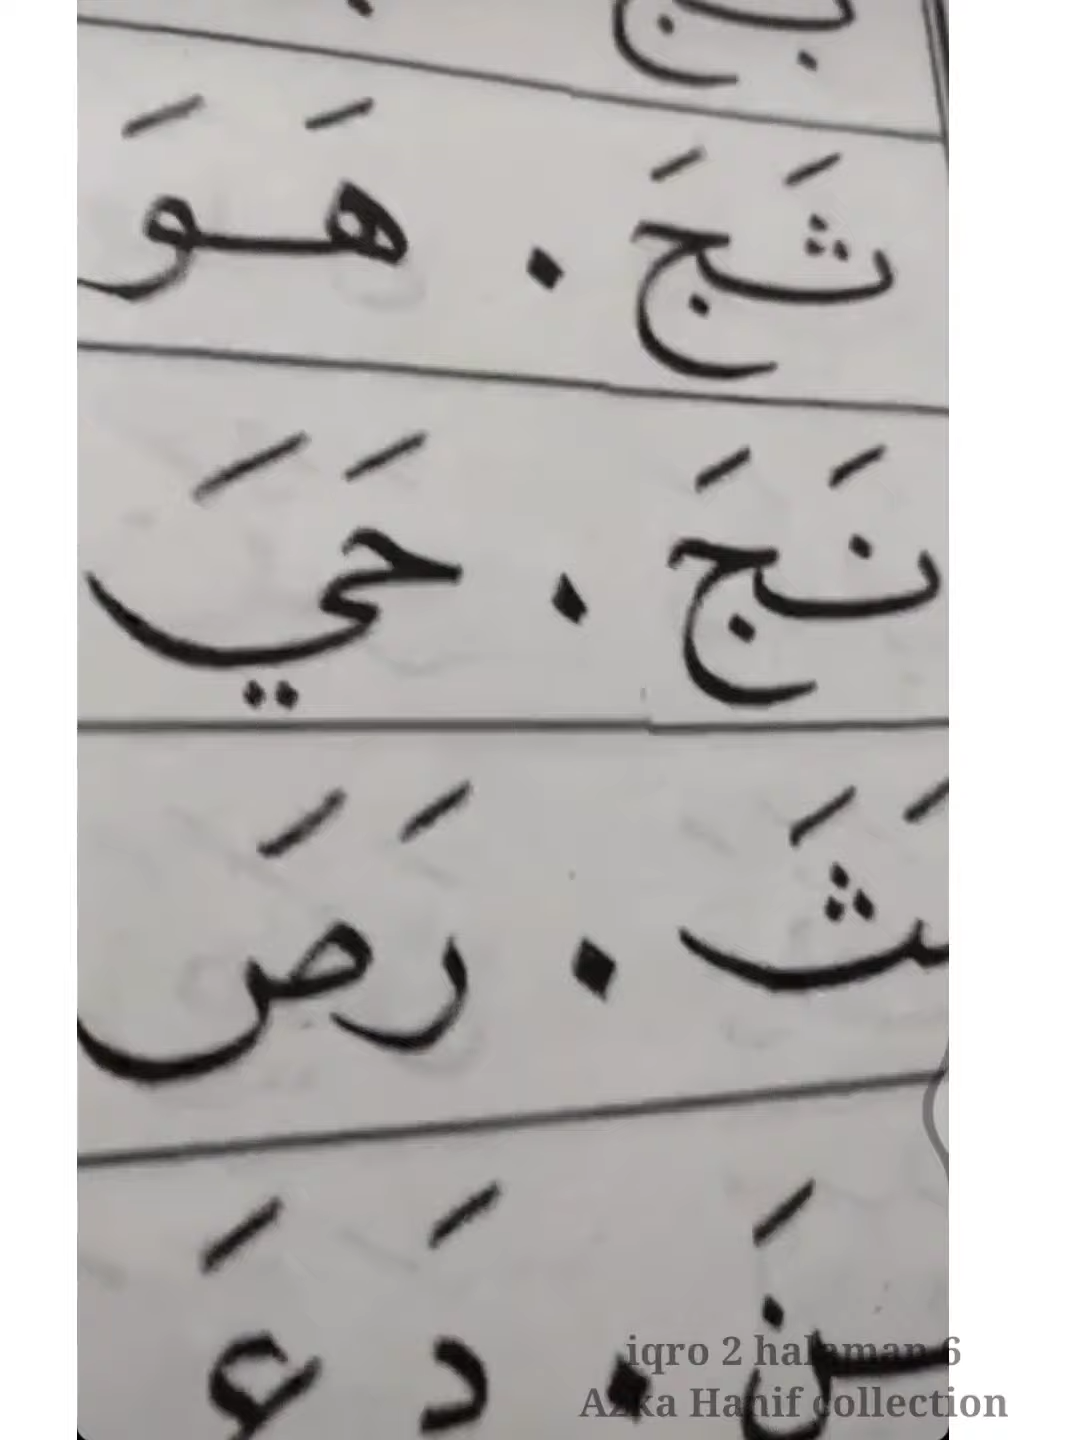 ثَجَ . هَوَ
نَجَ . حَيَ
ثَ . رَصَ
نَ . دَعَ
iqro 2 halaman 6
Azka Hanif collection